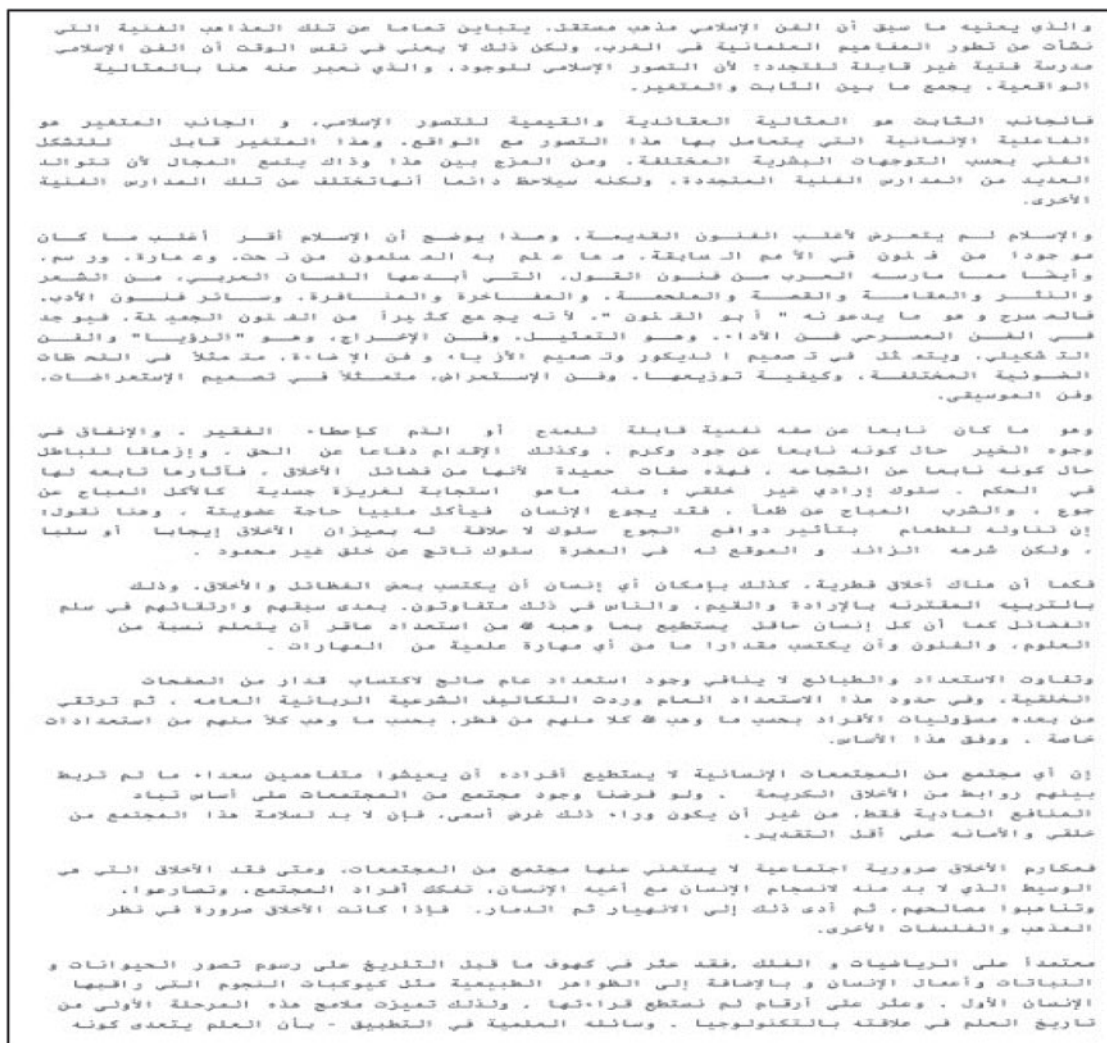 والذي يعنيه ما سبق أن الفن الإسلامي مذهب مستقل، يتباين تماما عن تلك المذاهب الفنية التي
نشأت عن تطور المفاهيم العلمانية في الغرب، ولكن ذلك لا يعني في نفس الوقت أن الفن الإسلامي
مدرسة فنية غير قابلة للتجدد؛ لأن التصور الإسلامي للوجود، والذي نعبر عنه هنا بالمثالية
الواقعية، يجمع ما بين الثابت والمتغير.
فالجانب الثابت هو المثالية العقائدية والقيمية للتصور الإسلامي، و الجانب المتغير هو
الفاعلية الإنسانية التي يتعامل بها هذا التصور مع الواقع، وهذا المتغير قابل للتشكل
الفني بحسب التوجهات البشرية المختلفة، ومن المزج بين هذا وذاك يتسع المجال لأن تتوالد
العديد من المدارس الفنية المتجددة، ولكنه سيلاحظ دائما أنهاتختلف عن تلك المدارس الفنية
الأخرى.
والإسلام لم يتعرض لأغلب الفنون القديمة، وهذا يوضح أن الإسلام أقر أغلب ما كان
موجودا من فنون في الأمم السابقة، مما علم به المسلمون من نحت، وعمارة، ورسم،
وأيضا مما مارسه العرب من فنون القول، التي أبدعها اللسان العربي، من الشعر
والنثر والمقامة والقصة والملحمة، والمفاخرة والمنافرة، وسائر فنون الأدب.
فالمسرح وهو ما يدعونه " أبو الفنون "، لأنه يجمع كثيراً من الفنون الجميلة، فيوجد
في الفن المسرحي فن الأداء، وهو التمثيل، وفن الإخراج، وهو "الرؤيا" والفن
التشكيلي، ويتمثل في تصميم الديكور وتصميم الأزياء وفن الإضاءة، متمثلاً في اللحظات
الضوئية المختلفة، وكيفية توزيعها، وفن الإستعراض، متمثلاً في تصميم الإستعراضات،
وفن الموسيقى.
وهو ما كان نابعا عن صفه نفسية قابلة للمدح أو الذم كإعطاء الفقير ، والإنفاق في
وجوه الخير حال كونه نابعا عن جود وكرم ، وكذلك الإقدام دفاعا عن الحق ، وإزهاقا للباطل
حال كونه نابعا عن الشجاعه ، فهذه صفات حميدة لأنها من فضائل الأخلاق ، فآثارها تابعه لها
في الحكم ، سلوك إرادي غير خلقي ؛ منه ماهو استجابة لغريزة جسدية كالأكل المباح عن
جوع ، والشرب المباح عن ظمأ ، فقد يجوع الإنسان فيأكل ملبيا حاجة عضويتة ، وهنا نقول:
إن تناوله للطعام بتأثير دوافع الجوع سلوك لا علاقة له بميزان الأخلاق إيجابا أو سلبا
، ولكن شرهه الزائد و الموقع له في المضرة سلوك ناتج عن خلق غير محمود .
فكما أن هناك أخلاق فطرية، كذلك بإمكان أي إنسان أن يكتسب بعض الفظائل والأخلاق، وذلك
بالتربيه المقترنه بالإرادة والقيم، والناس في ذلك متفاوتون، بمدى سبقهم وارتقائهم في سلم
الفضائل كما أن كل إنسان عاقل يستطيع بما وهبه ﷲ من استعداد عاقر أن يتعلم نسبة من
العلوم، والفنون وأن يكتسب مقدارا ما من أي مهارة علمية من المهارات .
وتفاوت الاستعداد والطبائع لا ينافي وجود استعداد عام صالح لاكتساب قدار من الصفحات
الخلقية، وفي حدود هذا الاستعداد العام وردت التكاليف الشرعية الربانية العامه ، ثم ترتقي
من بعده مسؤوليات الأفراد بحسب ما وهب ﷲ كلا منهم من فطر، بحسب ما وهب كلاً منهم من استعدادات
خاصة ، ووفق هذا الأساس.
إن أي مجتمع من المجتمعات الإنسانية لا يستطيع أفراده أن يعيشوا متفاهمين سعداء ما لم تربط
بينهم روابط من الأخلاق الكريمة ، ولو فرضنا وجود مجتمع من المجتمعات على أساس تباد
المنافع المادية فقط، من غير أن يكون وراء ذلك غرض أسمى، فإن لا بد لسلامة هذا المجتمع من
خلقي والأمانه على أقل التقدير.
فمكارم الأخلاق ضرورية اجتماعية لا يستغني عنها مجتمع من المجتمعات، ومتى فقد الأخلاق التي هي
الوسيط الذي لا بد منه لانسجام الإنسان مع أخيه الإنسان، تفكك أفراد المجتمع، وتصارعوا،
وتناهبوا مصالحهم، ثم أدى ذلك إلى الانهيار ثم الدمار. فإذا كانت الأخلاق ضرورة في نظر
المذهب والفلسفات الأخرى.
معتمداً على الرياضيات و الفلك ,فقد عثر في كهوف ما قبل التلريخ على رسوم تصور الحيوانات و
النباتات وأعمال الإنسان و بالإضافة إلى الظواهر الطبيعية مثل كيوكبات النجوم التي راقبها
الإنسان الأول . وعثر على أرقام لم نستطع قراءتها . ولذلك تميزت ملامح هذه المرحلة الأولى من
تاريخ العلم في علاقته بالتكنولوجيا . وسائله العلمية في التطبيق - بأن العلم يتعدى كونه